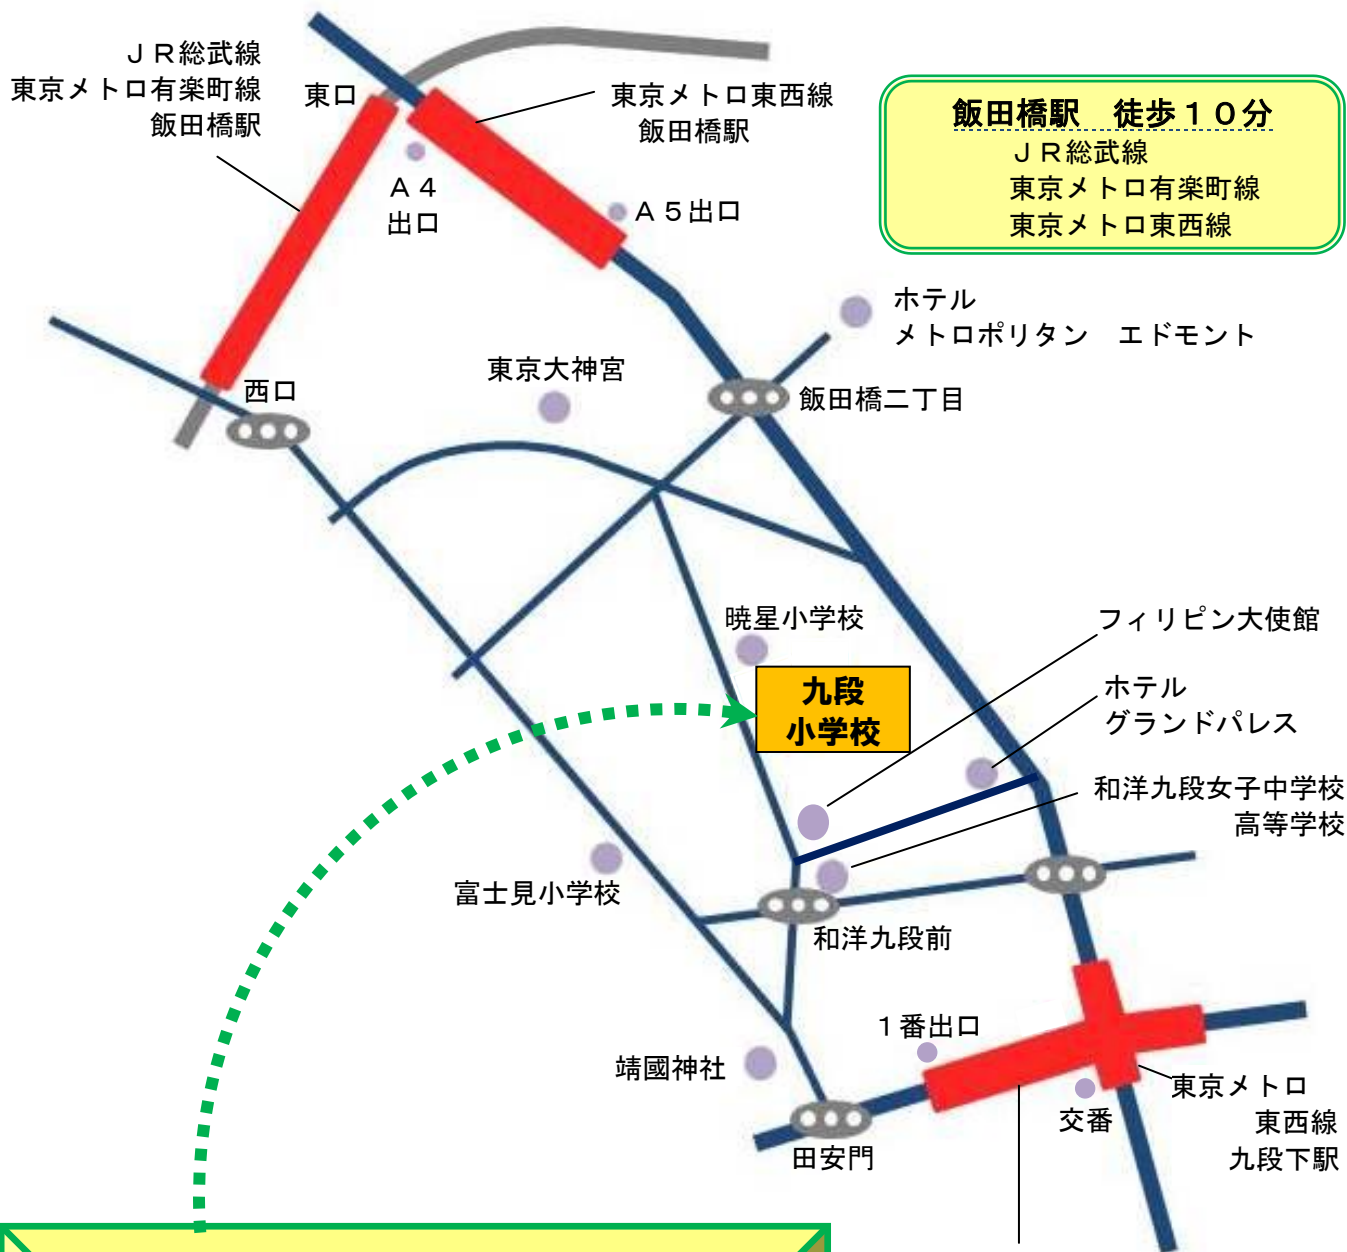 ＪＲ総武線
東京メトロ有楽町線
飯田橋駅
東口
東京メトロ東西線
飯田橋駅
飯田橋駅　徒歩１０分
ＪＲ総武線
東京メトロ有楽町線
東京メトロ東西線
Ａ４
出口
Ａ５出口
ホテル
メトロポリタン　エドモント
東京大神宮
西口
飯田橋二丁目
暁星小学校
フィリピン大使館
九段
小学校
ホテル
グランドパレス
和洋九段女子中学校
高等学校
富士見小学校
和洋九段前
１番出口
靖國神社
東京メトロ
東西線
九段下駅
交番
田安門